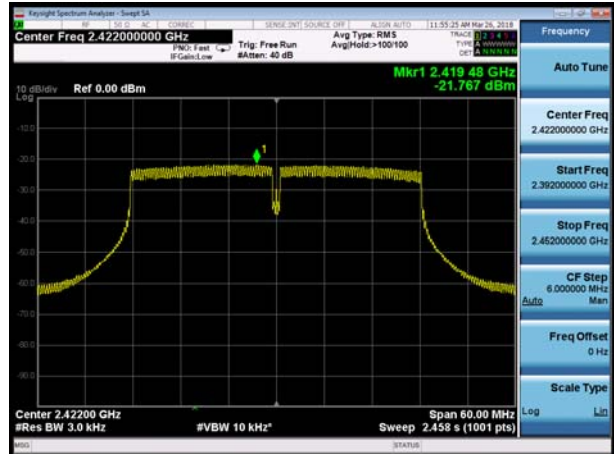 Keysight Spectrum Analyzer - Swept SA
RF 50 Ω AC CORREC SENSE:INT SOURCE OFF ALIGN AUTO 11:55:25 AM Mar 26, 2018
Center Freq 2.422000000 GHz
PNO: Fast
IFGain:Low
Trig: Free Run
#Atten: 40 dB
Avg Type: RMS
Avg|Hold:>100/100
TRACE 1 2 3 4 5 6
TYPE A WWWWW
DET A N N N N N
Mkr1 2.419 48 GHz
-21.767 dBm
10 dB/div Ref 0.00 dBm
Log
-10.0
-20.0
-30.0
-40.0
-50.0
-60.0
-70.0
-80.0
-90.0
1
Center 2.42200 GHz Span 60.00 MHz
#Res BW 3.0 kHz #VBW 10 kHz* Sweep 2.458 s (1001 pts)
MSG STATUS
Frequency
Auto Tune
Center Freq
2.422000000 GHz
Start Freq
2.392000000 GHz
Stop Freq
2.452000000 GHz
CF Step
6.000000 MHz
Auto Man
Freq Offset
0 Hz
Scale Type
Log Lin